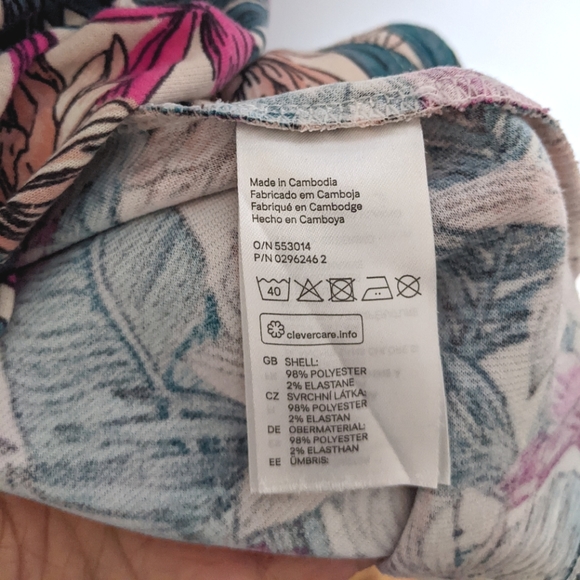 Made in Cambodia
Fabricado em Camboja
Fabriqué en Cambodge
Hecho en Camboya
O/N 553014
P/N 0296246 2
40
clevercare.info
GB SHELL:
98% POLYESTER
2% ELASTANE
CZ SVRCHNÍ LÁTKA:
98% POLYESTER
2% ELASTAN
DE OBERMATERIAL:
98% POLYESTER
2% ELASTHAN
EE ÜMBRIS: